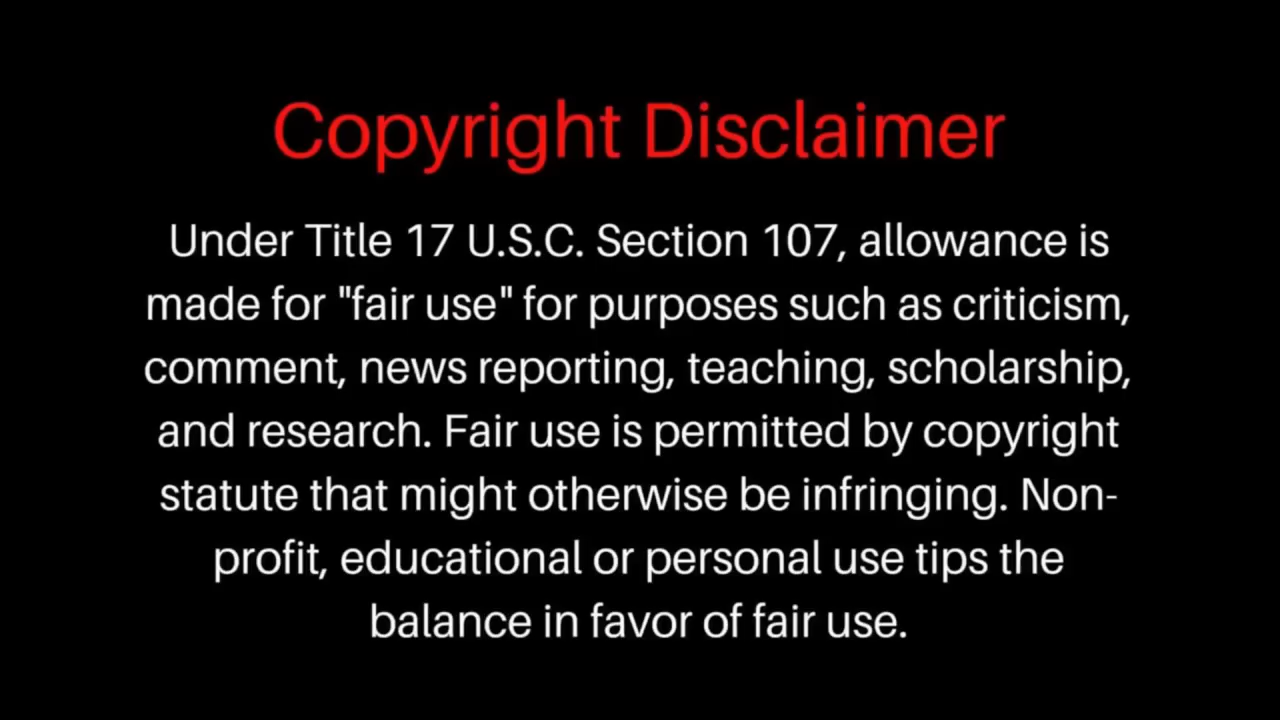 Copyright Disclaimer
Under Title 17 U.S.C. Section 107, allowance is
made for "fair use" for purposes such as criticism,
comment, news reporting, teaching, scholarship,
and research. Fair use is permitted by copyright
statute that might otherwise be infringing. Non-
profit, educational or personal use tips the
balance in favor of fair use.